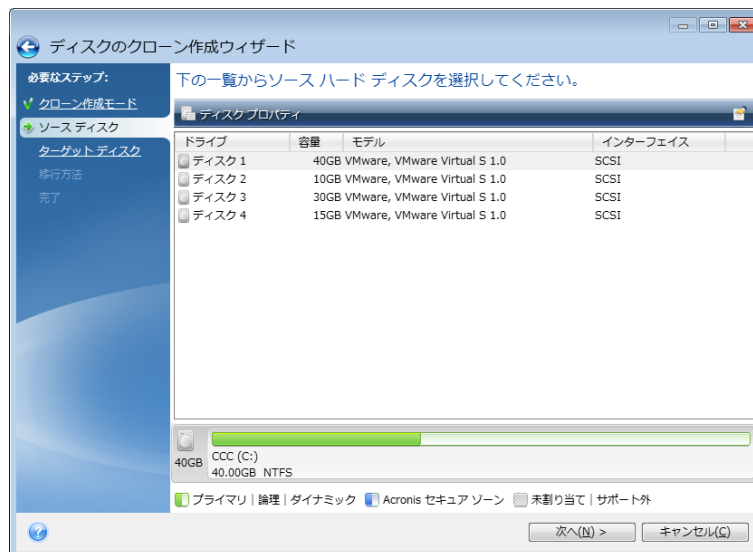 ディスクのクローン作成ウィザード
必要なステップ:
クローン作成モード
ソース ディスク
ターゲット ディスク
移行方法
完了
下の一覧からソース ハード ディスクを選択してください。
ディスク プロパティ
ドライブ 容量 モデル インターフェイス
ディスク 1 40GB VMware, VMware Virtual S 1.0 SCSI
ディスク 2 10GB VMware, VMware Virtual S 1.0 SCSI
ディスク 3 30GB VMware, VMware Virtual S 1.0 SCSI
ディスク 4 15GB VMware, VMware Virtual S 1.0 SCSI
40GB
CCC (C:)
40.00GB NTFS
プライマリ | 論理 | ダイナミック Acronis セキュア ゾーン 未割り当て | サポート外
次へ(N) > キャンセル(C)